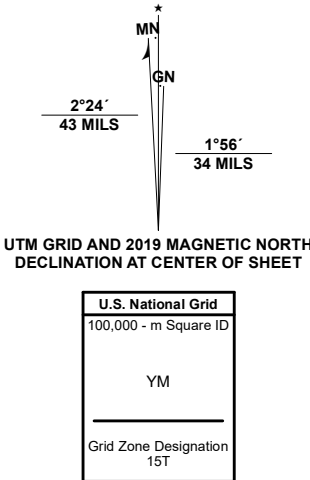 ★
MN
GN
2°24´
43 MILS
1°56´
34 MILS
UTM GRID AND 2019 MAGNETIC NORTH
DECLINATION AT CENTER OF SHEET
U.S. National Grid
100,000 - m Square ID
YM
Grid Zone Designation
15T